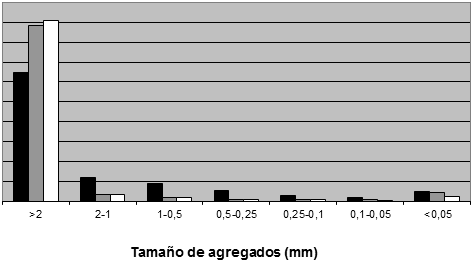 >2 2-1 1-0,5 0,5-0,25 0,25-0,1 0,1-0,05 <0,05
Tamaño de agregados (mm)